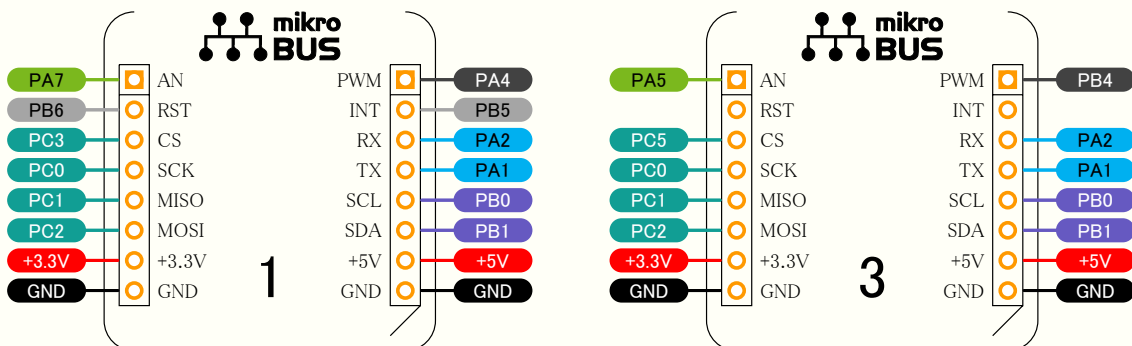 mikro BUS
PA7 AN PWM PA4
PB6 RST INT PB5
PC3 CS RX PA2
PC0 SCK TX PA1
PC1 MISO SCL PB0
PC2 MOSI SDA PB1
+3.3V +3.3V +5V +5V
GND GND GND GND
1
mikro BUS
PA5 AN PWM PB4
RST INT
PC5 CS RX PA2
PC0 SCK TX PA1
PC1 MISO SCL PB0
PC2 MOSI SDA PB1
+3.3V +3.3V +5V +5V
GND GND GND GND
3